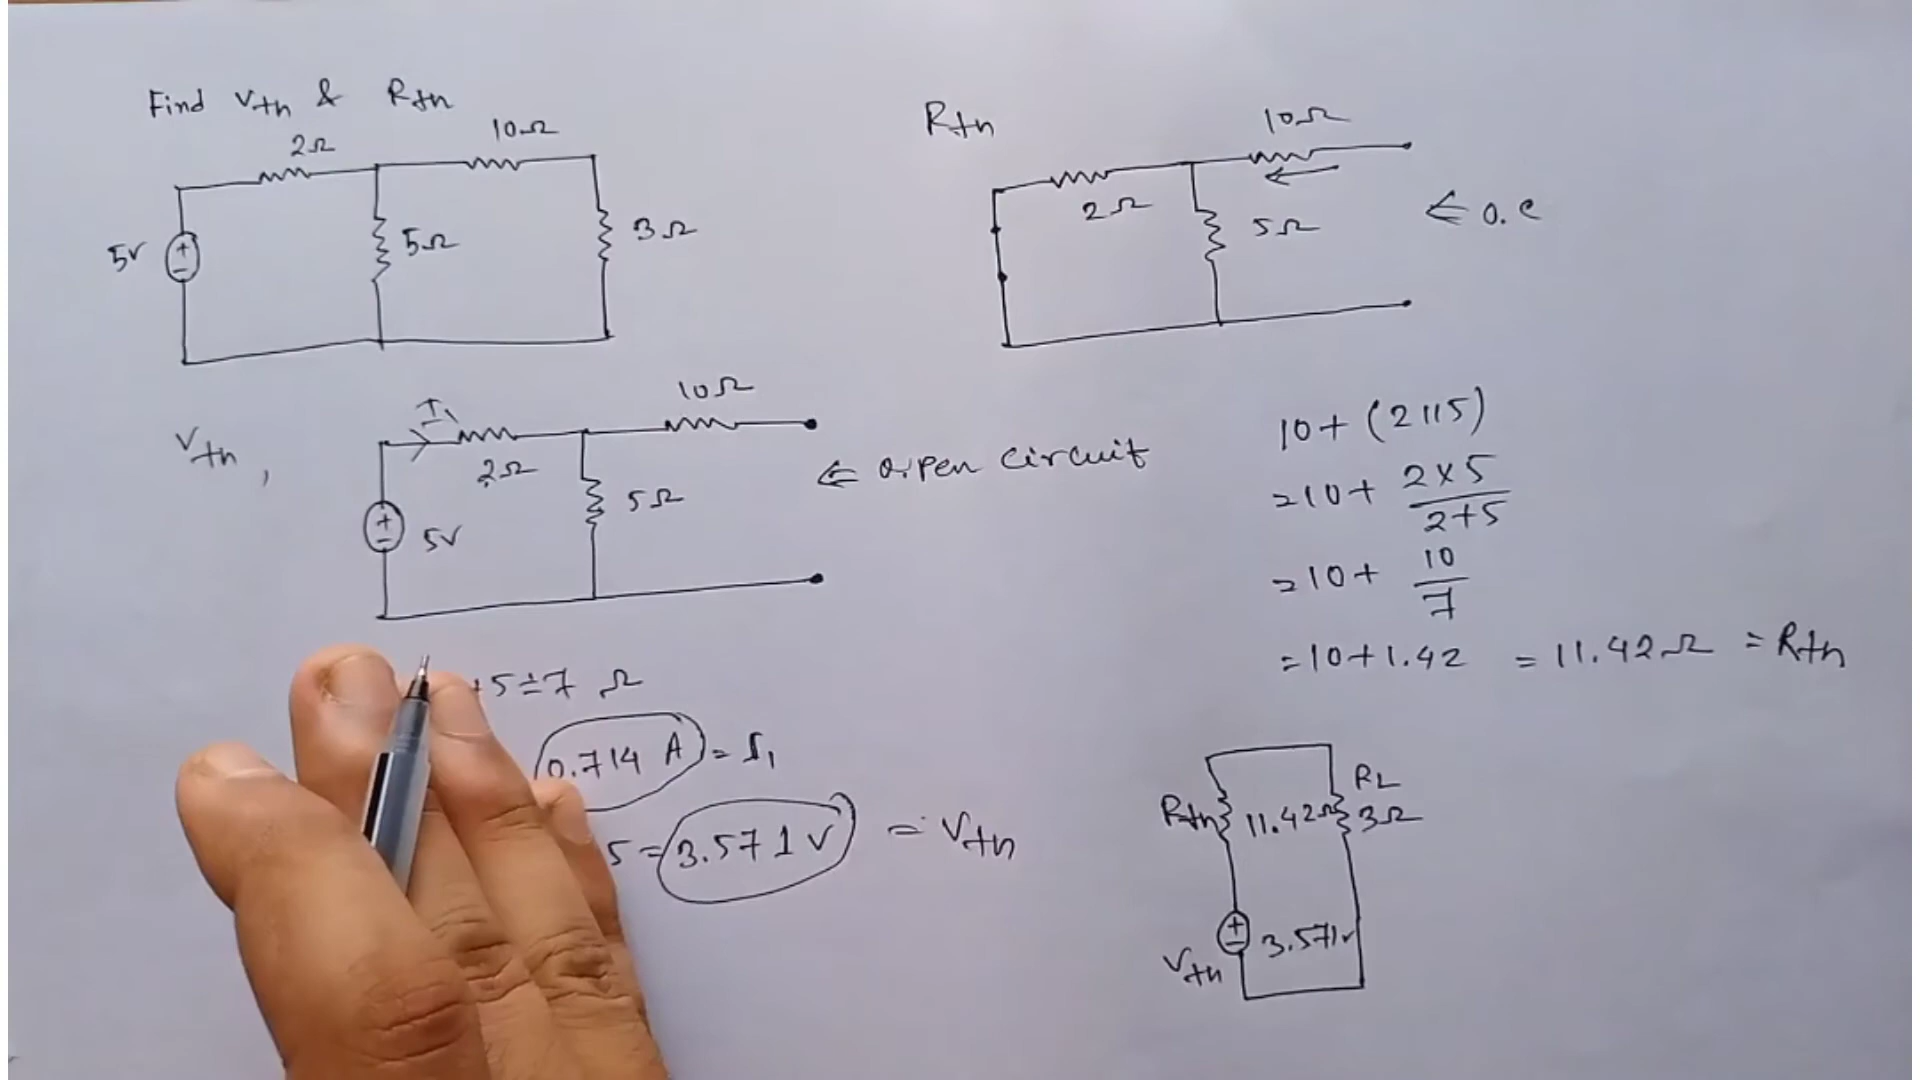 Find Vth & Rth
2Ω
10Ω
5V
+
-
5Ω
3Ω
Vth,
I1
10Ω
2Ω
5Ω
+
-
5V
⇐ Open circuit
+5=7 Ω
0.714 A = I1
5 = 3.571V = Vth
Rth
10Ω
2Ω
5Ω
⇐ O.C
10+(2||5)
=10+ 2×5
2+5
=10+ 10
7
=10+1.42 = 11.42Ω = Rth
RL
Rth 11.42Ω 3Ω
+
-
Vth 3.571V